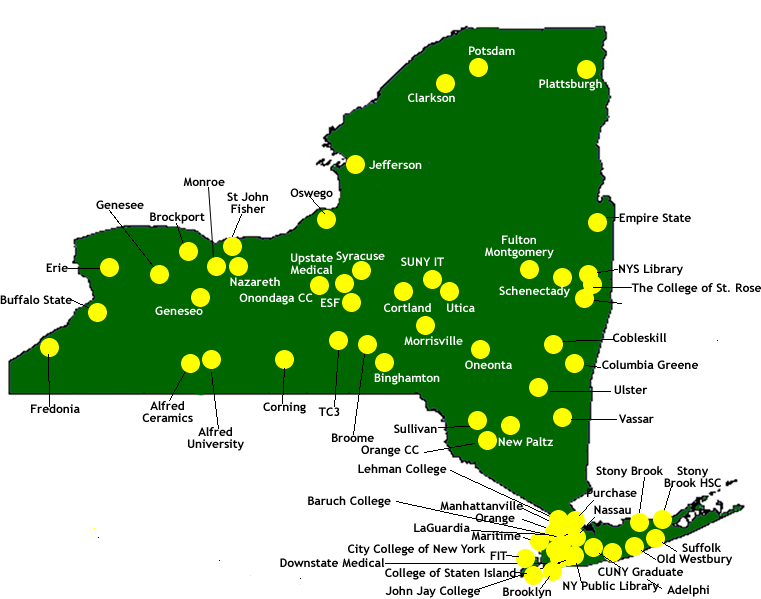 Potsdam
Plattsburgh
Clarkson
Jefferson
Monroe
St John
Fisher
Oswego
Genesee
Brockport
Empire State
Fulton
Montgomery
Upstate
Medical
Syracuse
SUNY IT
Erie
Nazareth
NYS Library
Buffalo State
Onondaga CC
ESF
Schenectady
The College of St. Rose
Geneseo
Cortland
Utica
Morrisville
Cobleskill
Oneonta
Columbia Greene
Binghamton
Ulster
Fredonia
Alfred
Ceramics
Corning
TC3
Vassar
Alfred
University
Broome
Sullivan
New Paltz
Orange CC
Lehman College
Stony Brook
Stony
Brook HSC
Baruch College
Purchase
Manhattanville
Nassau
Orange
LaGuardia
Maritime
City College of New York
FIT
Suffolk
Old Westbury
Downstate Medical
College of Staten Island
CUNY Graduate
John Jay College
Brooklyn
NY Public Library
Adelphi